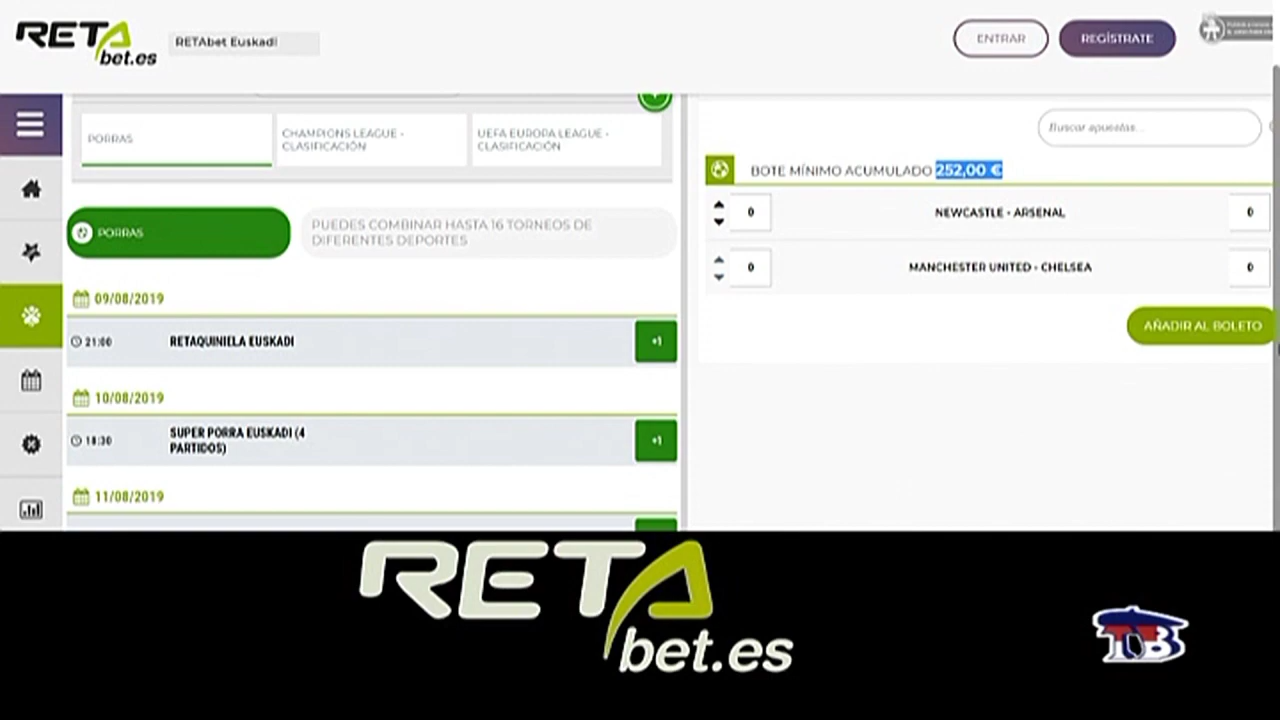 RETA
bet.es
RETAbet Euskadi
ENTRAR
REGÍSTRATE
PORRAS
CHAMPIONS LEAGUE -
CLASIFICACIÓN
UEFA EUROPA LEAGUE -
CLASIFICACIÓN
PORRAS
PUEDES COMBINAR HASTA 16 TORNEOS DE
DIFERENTES DEPORTES
09/08/2019
21:00 RETAQUINIELA EUSKADI +1
10/08/2019
18:30 SUPER PORRA EUSKADI (4
PARTIDOS) +1
11/08/2019
Buscar apuestas...
BOTE MÍNIMO ACUMULADO 252,00 €
0 NEWCASTLE - ARSENAL 0
0 MANCHESTER UNITED - CHELSEA 0
AÑADIR AL BOLETO
RETA
bet.es